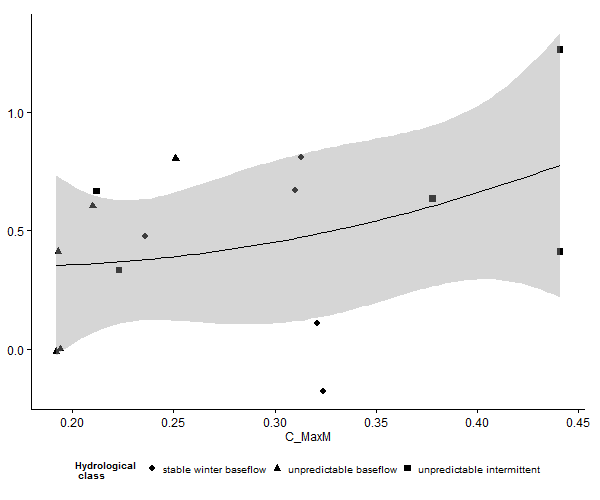 1.0
0.5
0.0
0.20 0.25 0.30 0.35 0.40 0.45
C_MaxM
Hydrological
class
stable winter baseflow unpredictable baseflow unpredictable intermittent